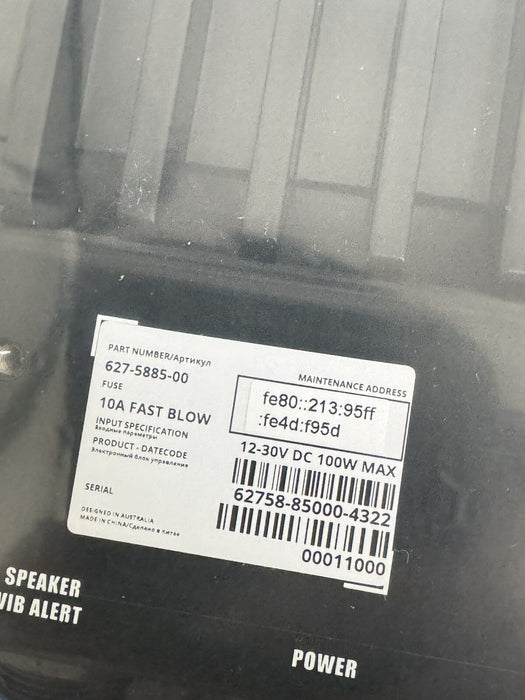 PART NUMBER/Артикул
627-5885-00
FUSE
10A FAST BLOW
INPUT SPECIFICATION
Входные параметры
PRODUCT - DATECODE
Электронный блок управления
SERIAL
DESIGNED IN AUSTRALIA
MADE IN CHINA/Сделано в Китае
MAINTENANCE ADDRESS
fe80::213:95ff
:fe4d:f95d
12-30V DC 100W MAX
62758-85000-4322
00011000
SPEAKER
VIB ALERT
POWER